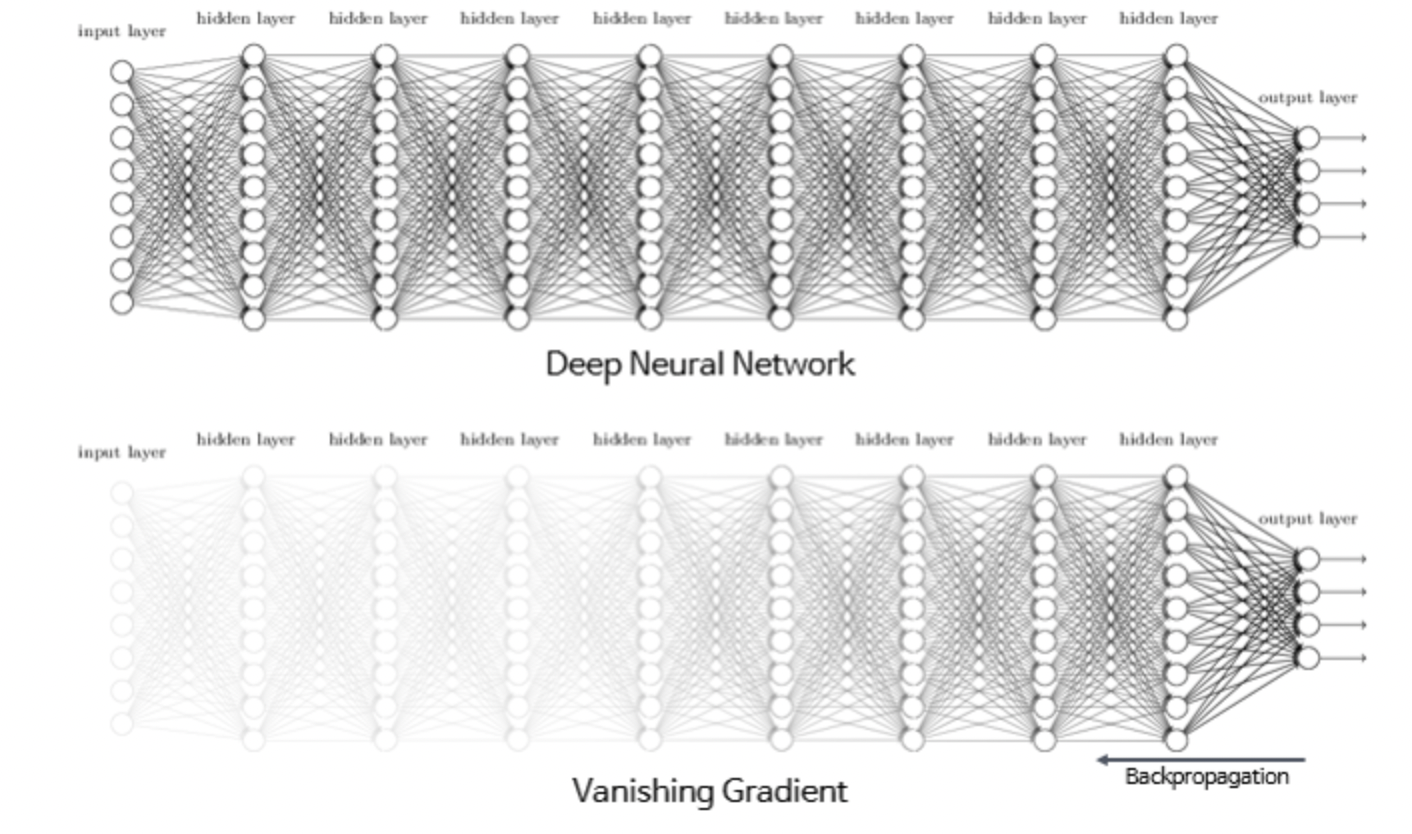 hidden layer hidden layer hidden layer hidden layer hidden layer hidden layer hidden layer hidden layer
input layer
output layer
Deep Neural Network
hidden layer hidden layer hidden layer hidden layer hidden layer hidden layer hidden layer hidden layer
input layer
output layer
Backpropagation
Vanishing Gradient